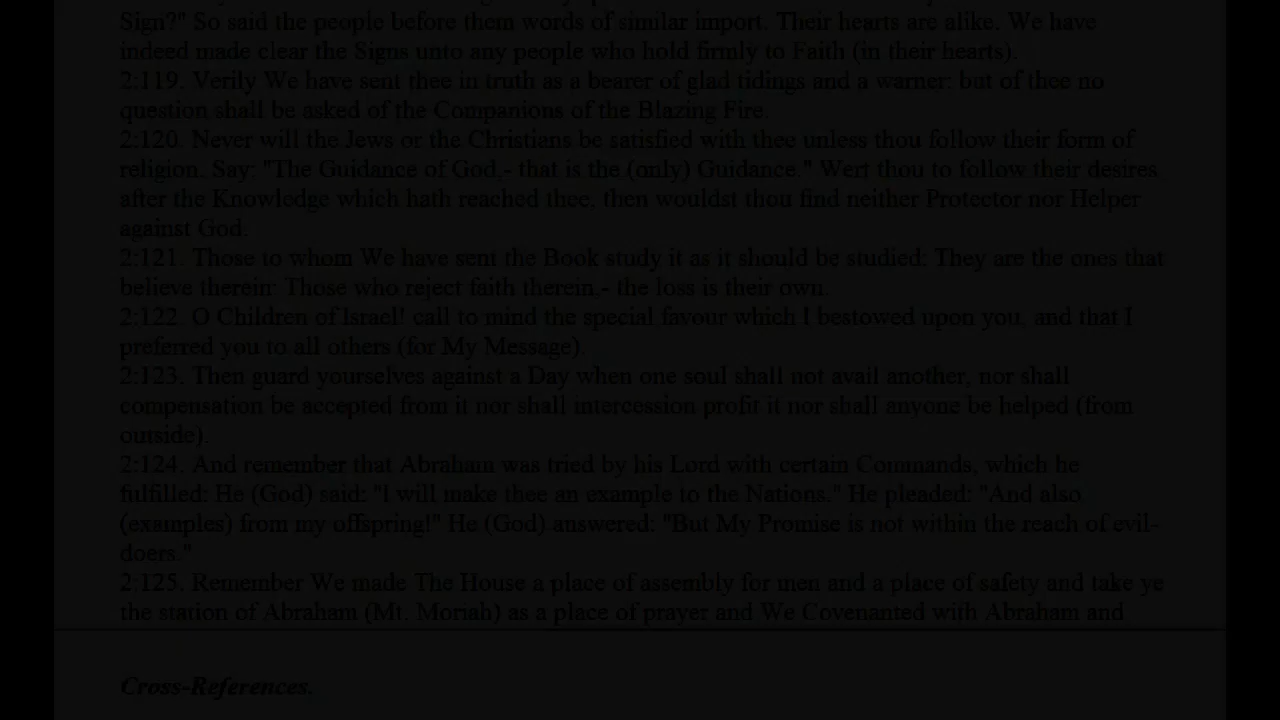 Sign?" So said the people before them words of similar import. Their hearts are alike. We have
indeed made clear the Signs unto any people who hold firmly to Faith (in their hearts).
2:119. Verily We have sent thee in truth as a bearer of glad tidings and a warner: but of thee no
question shall be asked of the Companions of the Blazing Fire.
2:120. Never will the Jews or the Christians be satisfied with thee unless thou follow their form of
religion. Say: "The Guidance of God,- that is the (only) Guidance." Wert thou to follow their desires
after the Knowledge which hath reached thee, then wouldst thou find neither Protector nor Helper
against God.
2:121. Those to whom We have sent the Book study it as it should be studied: They are the ones that
believe therein: Those who reject faith therein,- the loss is their own.
2:122. O Children of Israel! call to mind the special favour which I bestowed upon you, and that I
preferred you to all others (for My Message).
2:123. Then guard yourselves against a Day when one soul shall not avail another, nor shall
compensation be accepted from it nor shall intercession profit it nor shall anyone be helped (from
outside).
2:124. And remember that Abraham was tried by his Lord with certain Commands, which he
fulfilled: He (God) said: "I will make thee an example to the Nations." He pleaded: "And also
(examples) from my offspring!" He (God) answered: "But My Promise is not within the reach of evil-
doers."
2:125. Remember We made The House a place of assembly for men and a place of safety and take ye
the station of Abraham (Mt. Moriah) as a place of prayer and We Covenanted with Abraham and
Cross-References.